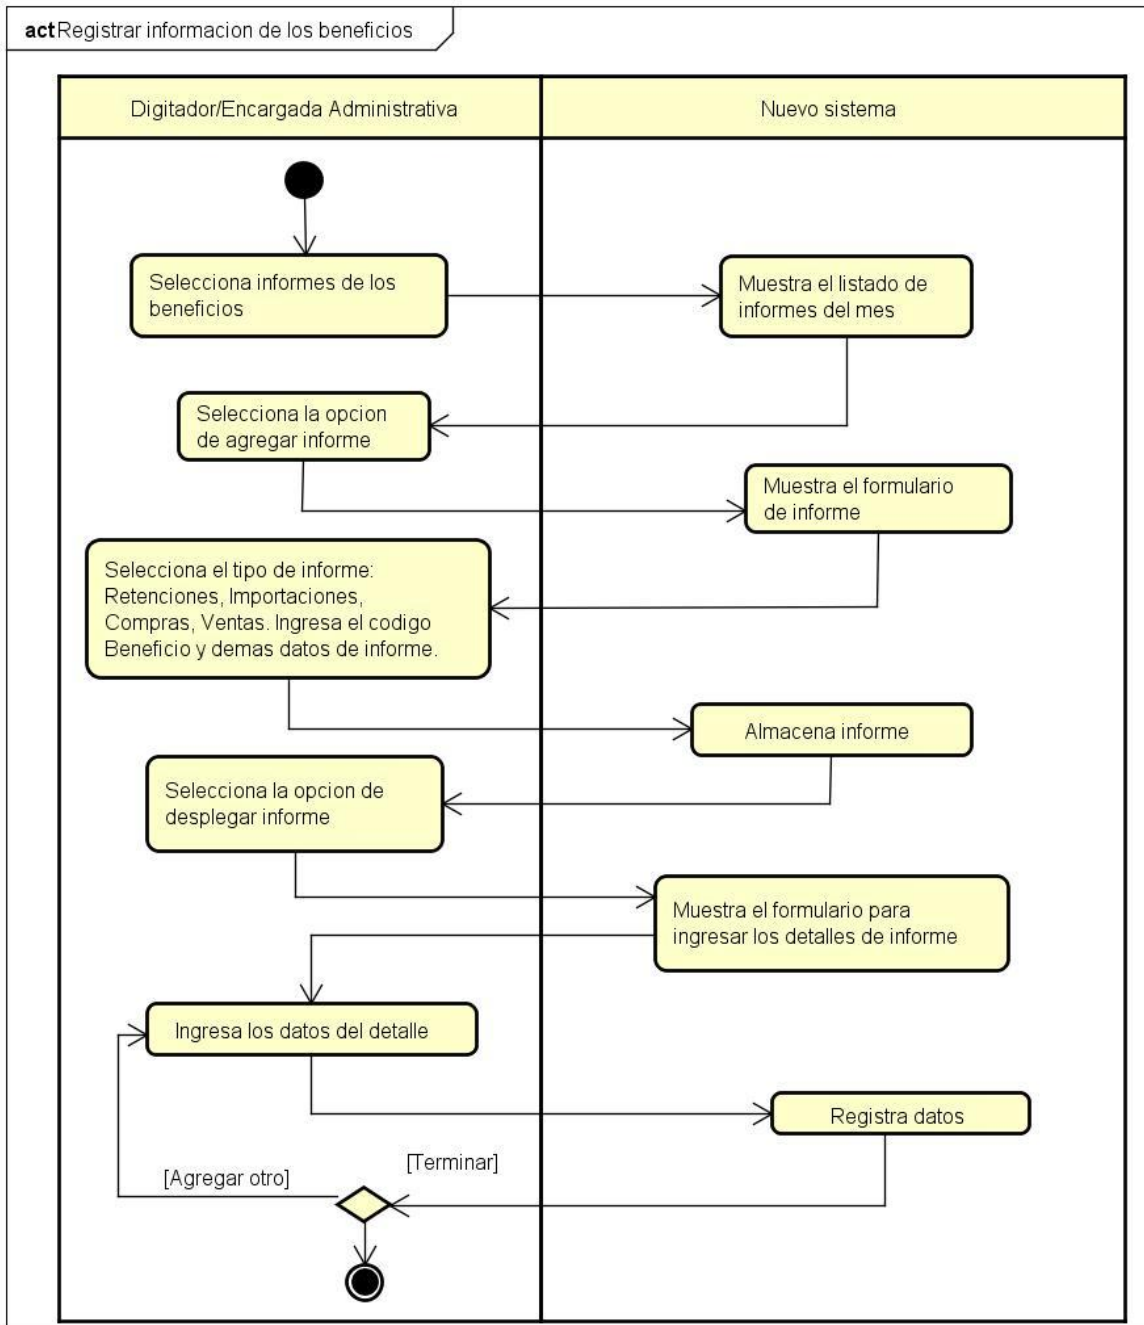 act Registrar informacion de los beneficios
Digitador/Encargada Administrativa
Nuevo sistema
Selecciona informes de los
beneficios
Muestra el listado de
informes del mes
Selecciona la opcion
de agregar informe
Muestra el formulario
de informe
Selecciona el tipo de informe:
Retenciones, Importaciones,
Compras, Ventas. Ingresa el codigo
Beneficio y demas datos de informe.
Almacena informe
Selecciona la opcion de
desplegar informe
Muestra el formulario para
ingresar los detalles de informe
Ingresa los datos del detalle
Registra datos
[Agregar otro]
[Terminar]